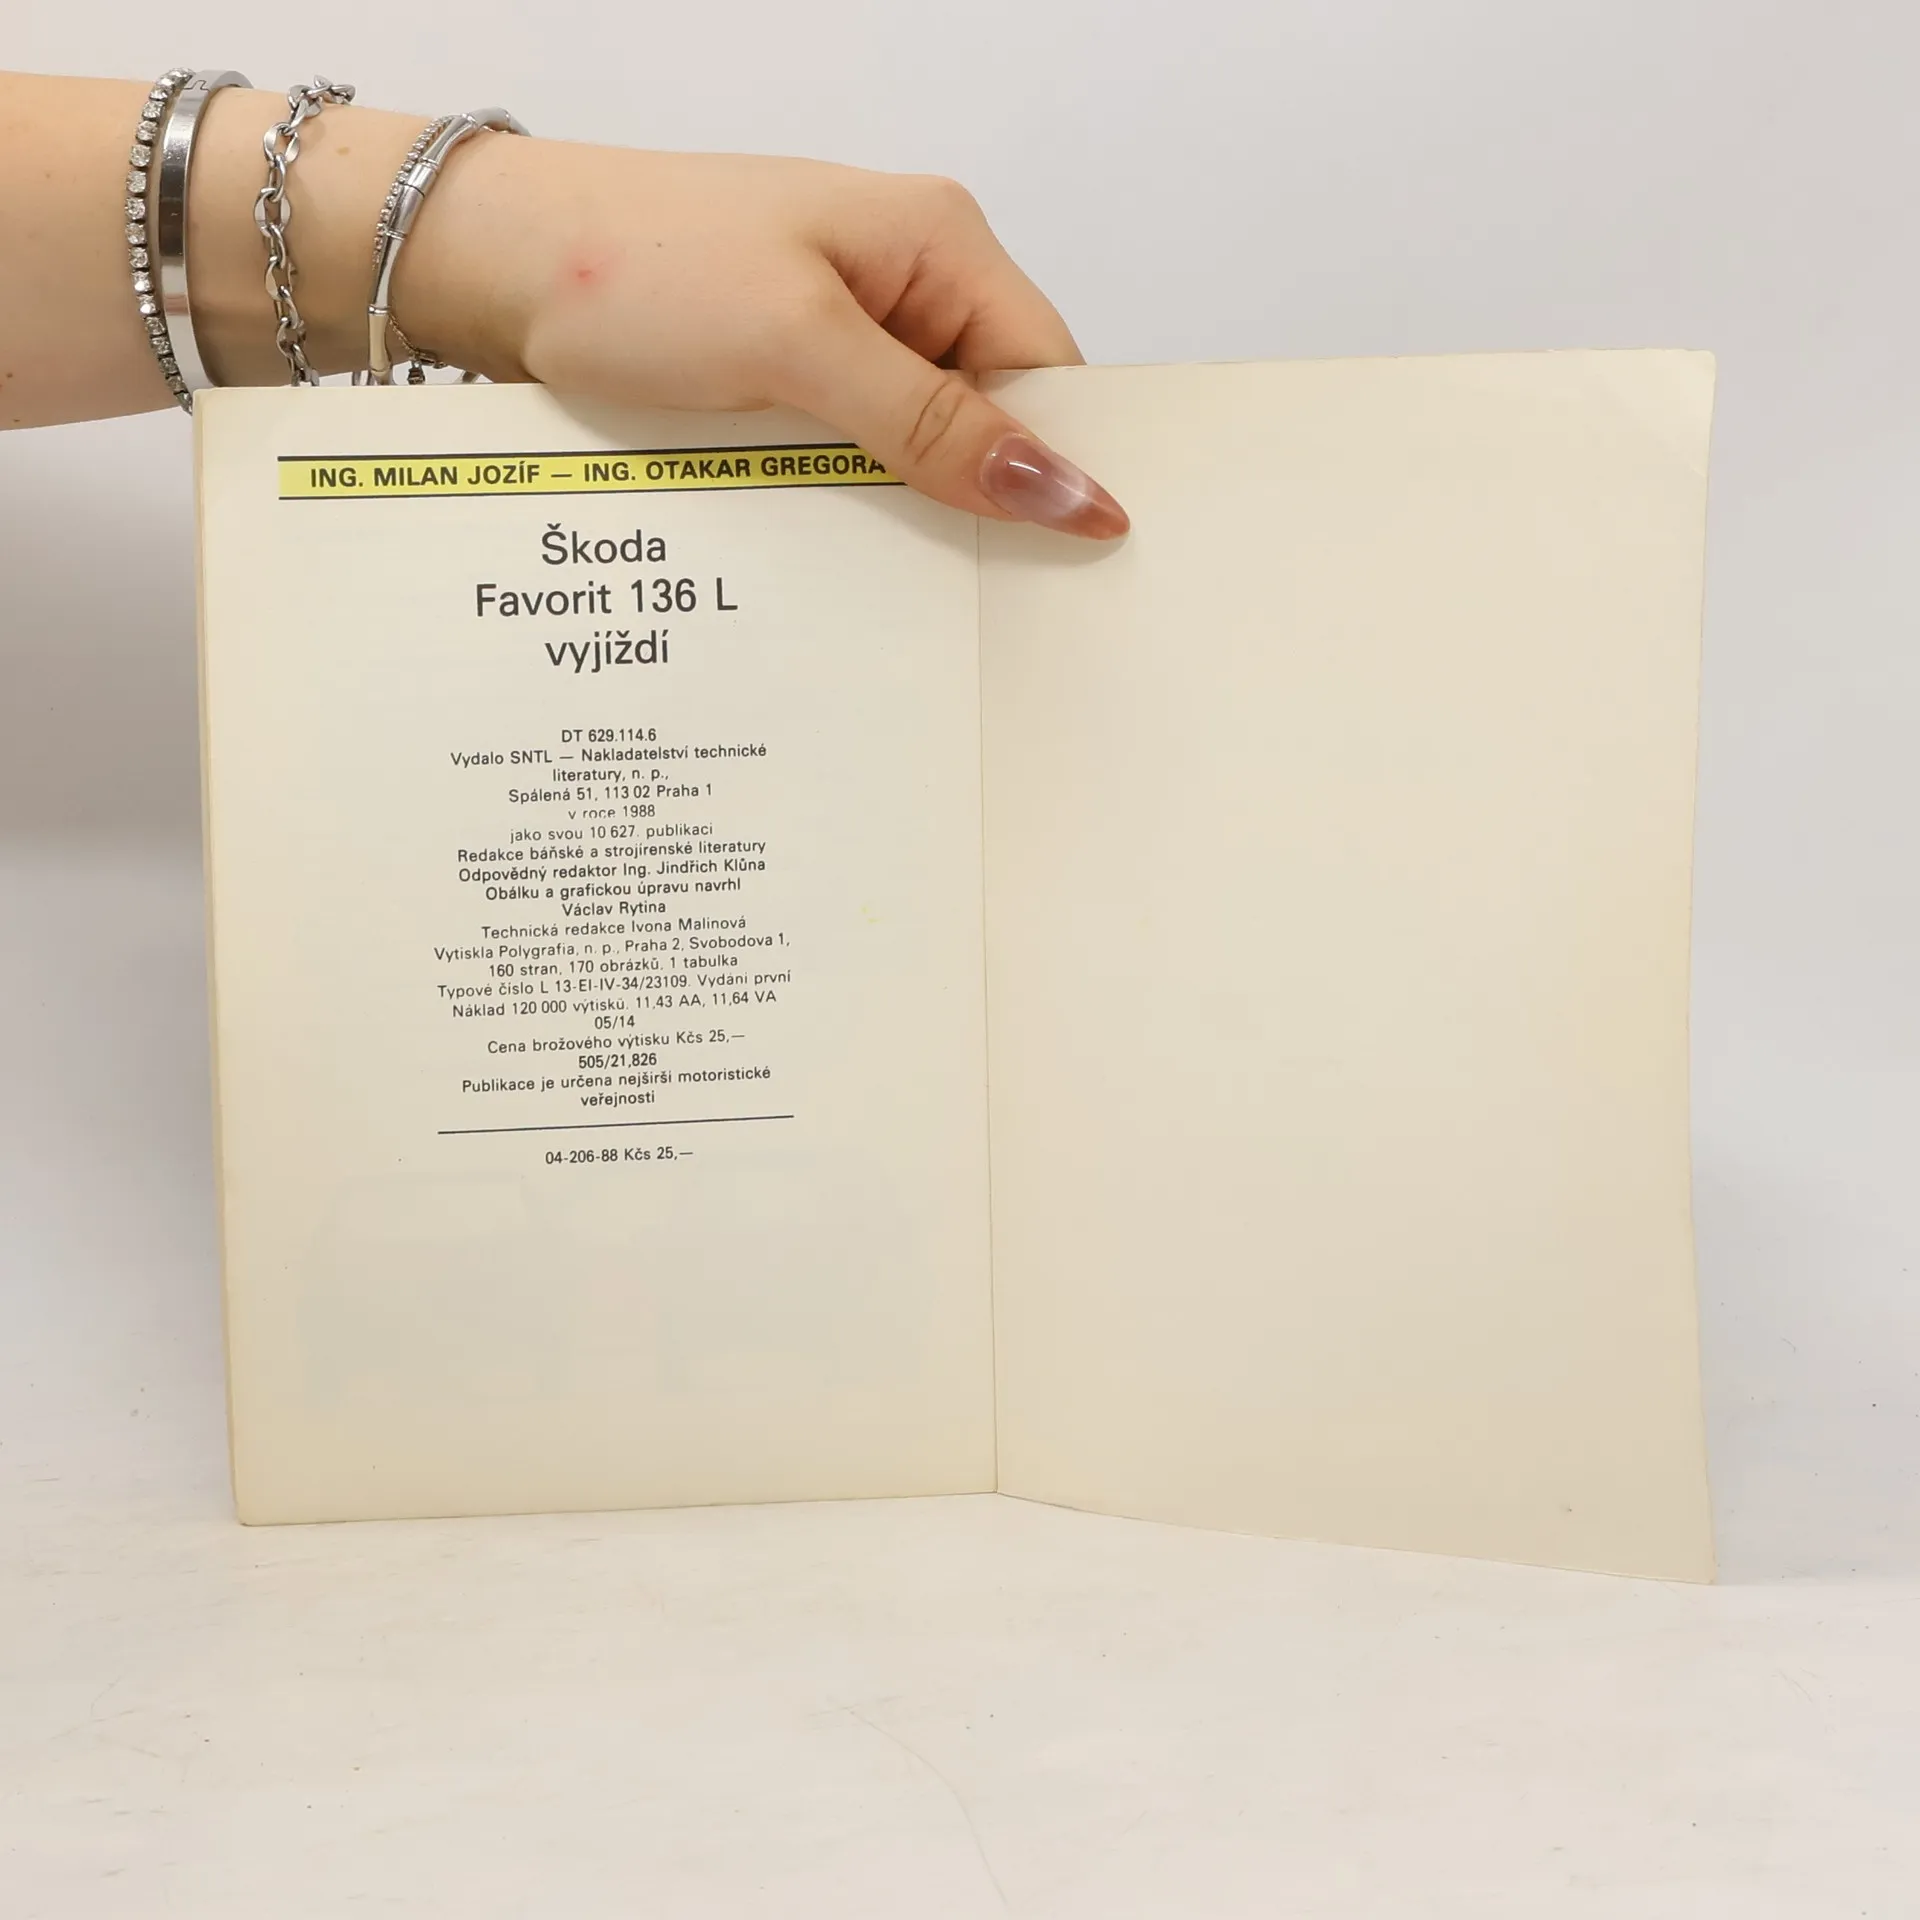 ING. MILAN JOZÍF — ING. OTAKAR GREGORA
Škoda
Favorit 136 L
vyjíždí
DT 629.114.6
Vydalo SNTL — Nakladatelství technické
literatury, n. p.,
Spálená 51, 113 02 Praha 1
v roce 1988
jako svou 10 627. publikaci
Redakce báňské a strojírenské literatury
Odpovědný redaktor Ing. Jindřich Klůna
Obálku a grafickou úpravu navrhl
Václav Rytina
Technická redakce Ivona Malinová
Vytiskla Polygrafia, n. p., Praha 2, Svobodova 1,
160 stran, 170 obrázků, 1 tabulka
Typové číslo L 13-EI-IV-34/23109. Vydání první
Náklad 120 000 výtisků. 11,43 AA, 11,64 VA
05/14
Cena brožového výtisku Kčs 25,—
505/21,826
Publikace je určena nejširší motoristické
veřejnosti
04-206-88 Kčs 25,—